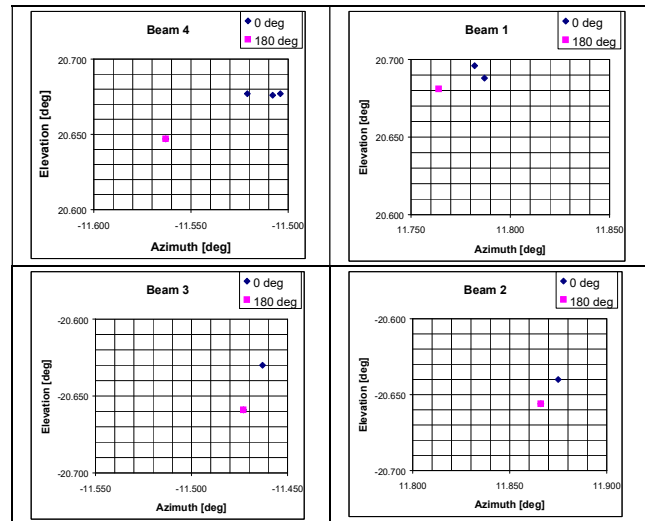 Beam 4
0 deg
180 deg
20.700
20.650
20.600
Elevation [deg]
-11.600
-11.550
-11.500
Azimuth [deg]
Beam 1
0 deg
180 deg
20.700
20.650
20.600
Elevation [deg]
11.750
11.800
11.850
Azimuth [deg]
Beam 3
0 deg
180 deg
-20.600
-20.650
-20.700
Elevation [deg]
-11.550
-11.500
-11.450
Azimuth [deg]
Beam 2
0 deg
180 deg
-20.600
-20.650
-20.700
Elevation [deg]
11.800
11.850
11.900
Azimuth [deg]